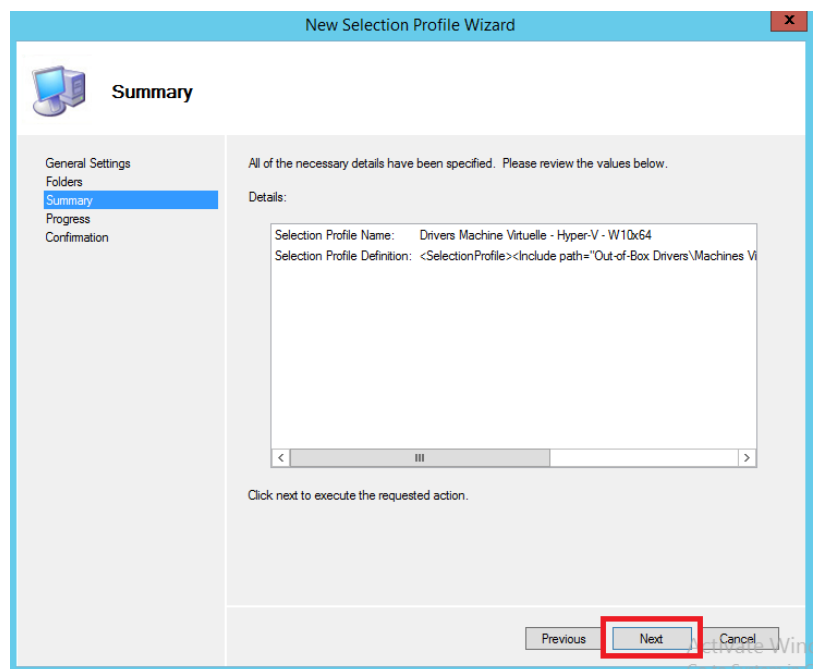 New Selection Profile Wizard
x
Summary
General Settings
Folders
Summary
Progress
Confirmation
All of the necessary details have been specified. Please review the values below.
Details:
Selection Profile Name: Drivers Machine Virtuelle - Hyper-V - W10x64
Selection Profile Definition: <SelectionProfile><Include path="Out-of-Box Drivers\Machines Vi
Click next to execute the requested action.
Previous Next Cancel
Activate Win